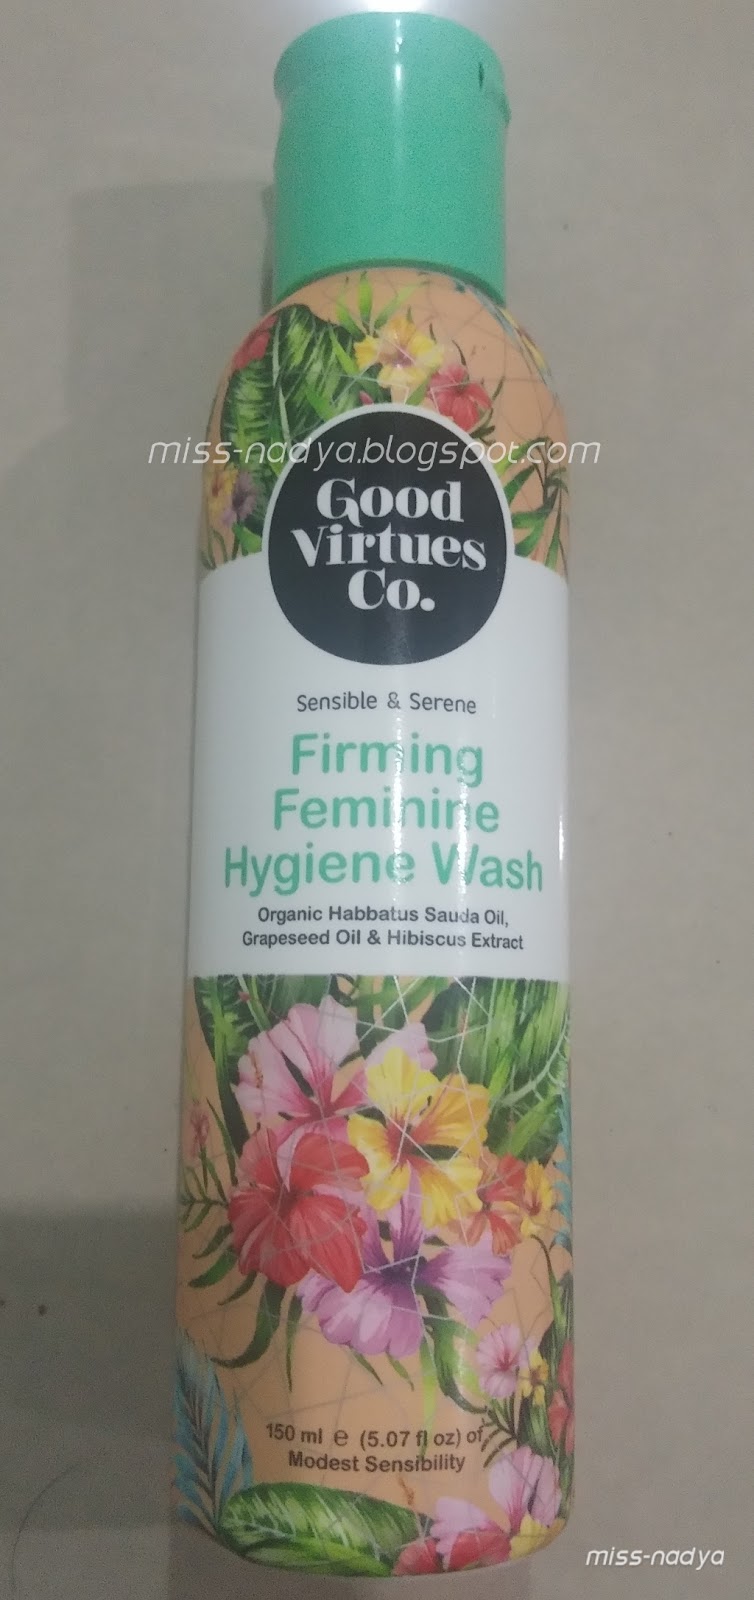 miss-nadya.blogspot.com
Good
Virtues
Co.
Sensible & Serene
Firming
Feminine
Hygiene Wash
Organic Habbatus Sauda Oil,
Grapeseed Oil & Hibiscus Extract
150 ml e (5.07 fl oz) of
Modest Sensibility
miss-nadya